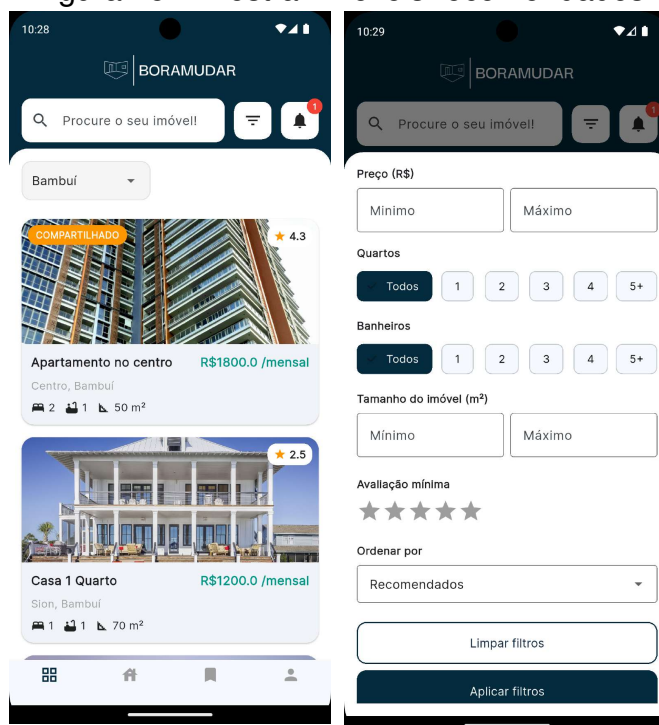 10:28
BORAMUDAR
Procure o seu imóvel!
1
Bambuí
COMPARTILHADO
4.3
Apartamento no centro R$1800.0 /mensal
Centro, Bambuí
2 1 50 m²
2.5
Casa 1 Quarto R$1200.0 /mensal
Sion, Bambuí
1 1 70 m²
10:29
BORAMUDAR
Procure o seu imóvel!
1
Preço (R$)
Minimo Máximo
Quartos
Todos 1 2 3 4 5+
Banheiros
Todos 1 2 3 4 5+
Tamanho do imóvel (m²)
Mínimo Máximo
Avaliação mínima
Ordenar por
Recomendados
Limpar filtros
Aplicar filtros